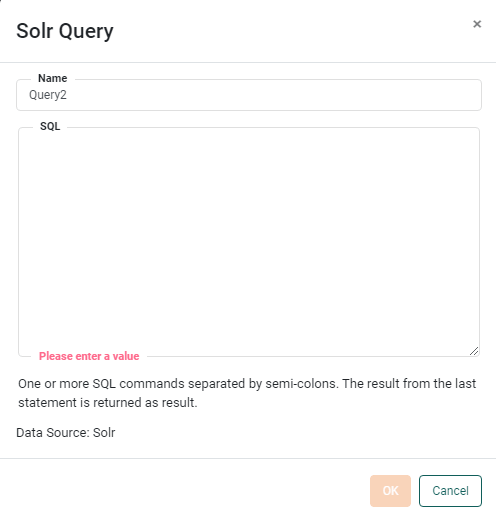 Solr Query
×
Name
Query2
SQL
Please enter a value
One or more SQL commands separated by semi-colons. The result from the last
statement is returned as result.
Data Source: Solr
OK
Cancel